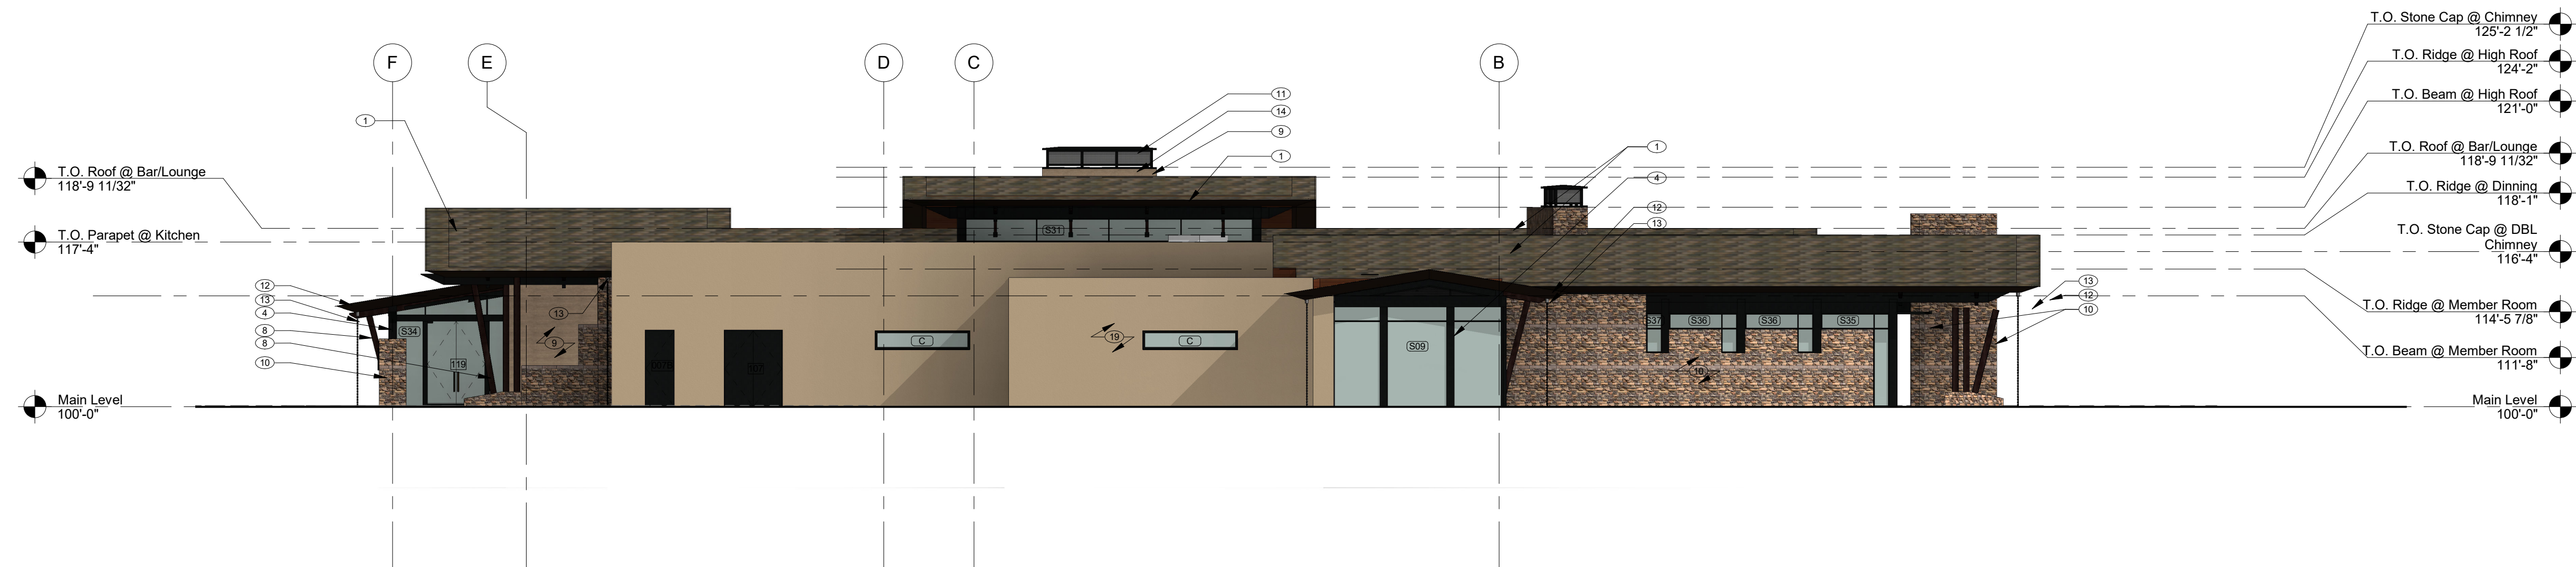 F
E
D
C
B
T.O. Stone Cap @ Chimney
125'-2 1/2"
T.O. Ridge @ High Roof
124'-2"
T.O. Beam @ High Roof
121'-0"
T.O. Roof @ Bar/Lounge
118'-9 11/32"
T.O. Ridge @ Dinning
118'-1"
T.O. Stone Cap @ DBL
Chimney
116'-4"
T.O. Ridge @ Member Room
114'-5 7/8"
T.O. Beam @ Member Room
111'-8"
Main Level
100'-0"
T.O. Roof @ Bar/Lounge
118'-9 11/32"
T.O. Parapet @ Kitchen
117'-4"
Main Level
100'-0"
1
11
14
9
1
1
4
12
13
12
13
4
8
8
10
S34
119
13
9
S31
C
19
C
S09
S37
S36
S36
S35
10
13
12
10